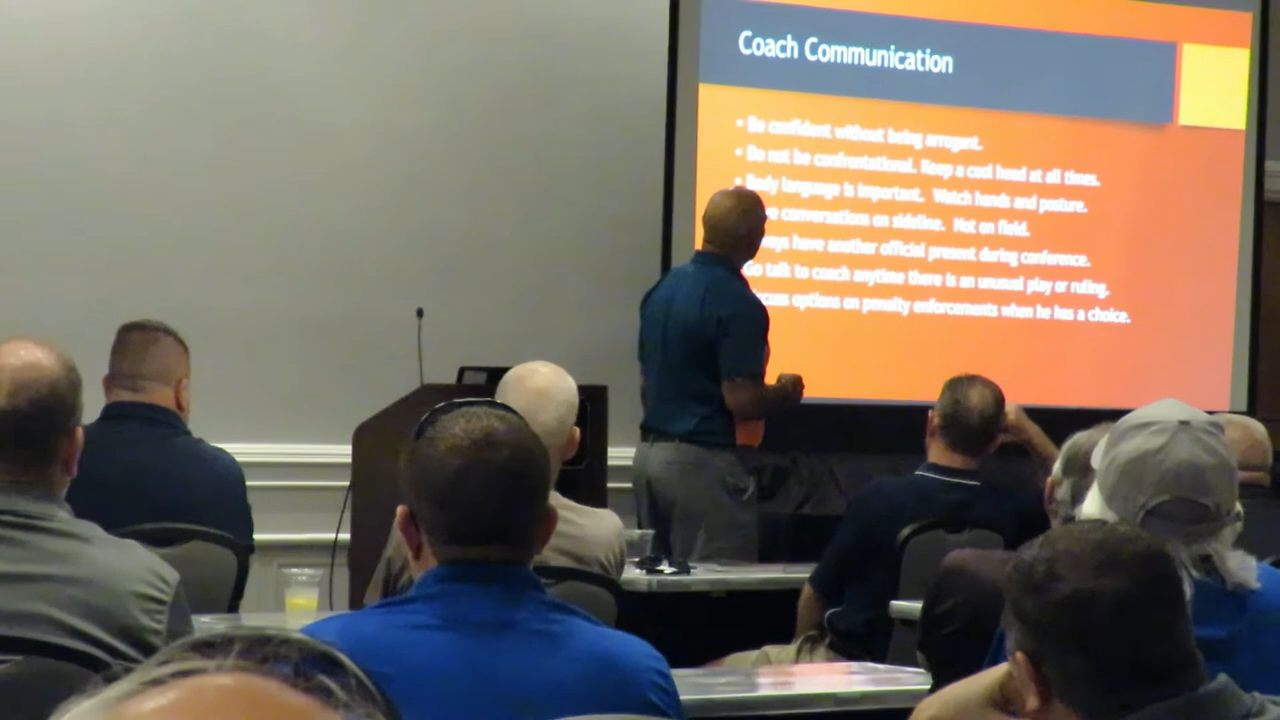 Coach Communication
• Be confident without being arrogant.
• Do not be confrontational. Keep a cool head at all times.
• Body language is important. Watch hands and posture.
conversations on sideline. Not on field.
have another official present during conference.
Go talk to coach anytime there is an unusual play or ruling.
options on penalty enforcements when he has a choice.